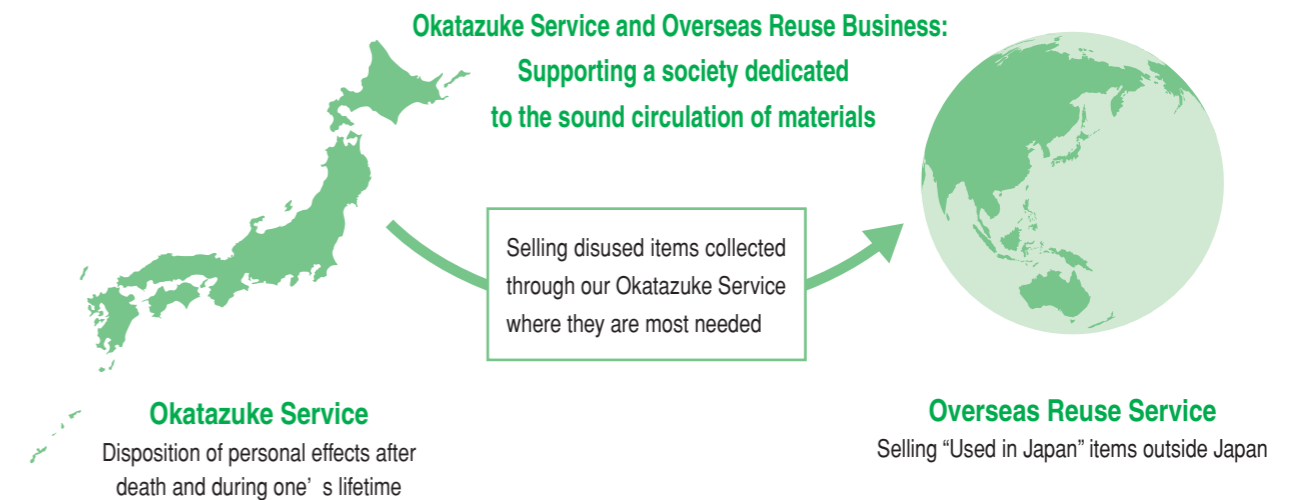 Okatazuke Service and Overseas Reuse Business:
Supporting a society dedicated
to the sound circulation of materials
Selling disused items collected
through our Okatazuke Service
where they are most needed
Okatazuke Service
Disposition of personal effects after
death and during one’ s lifetime
Overseas Reuse Service
Selling “Used in Japan” items outside Japan